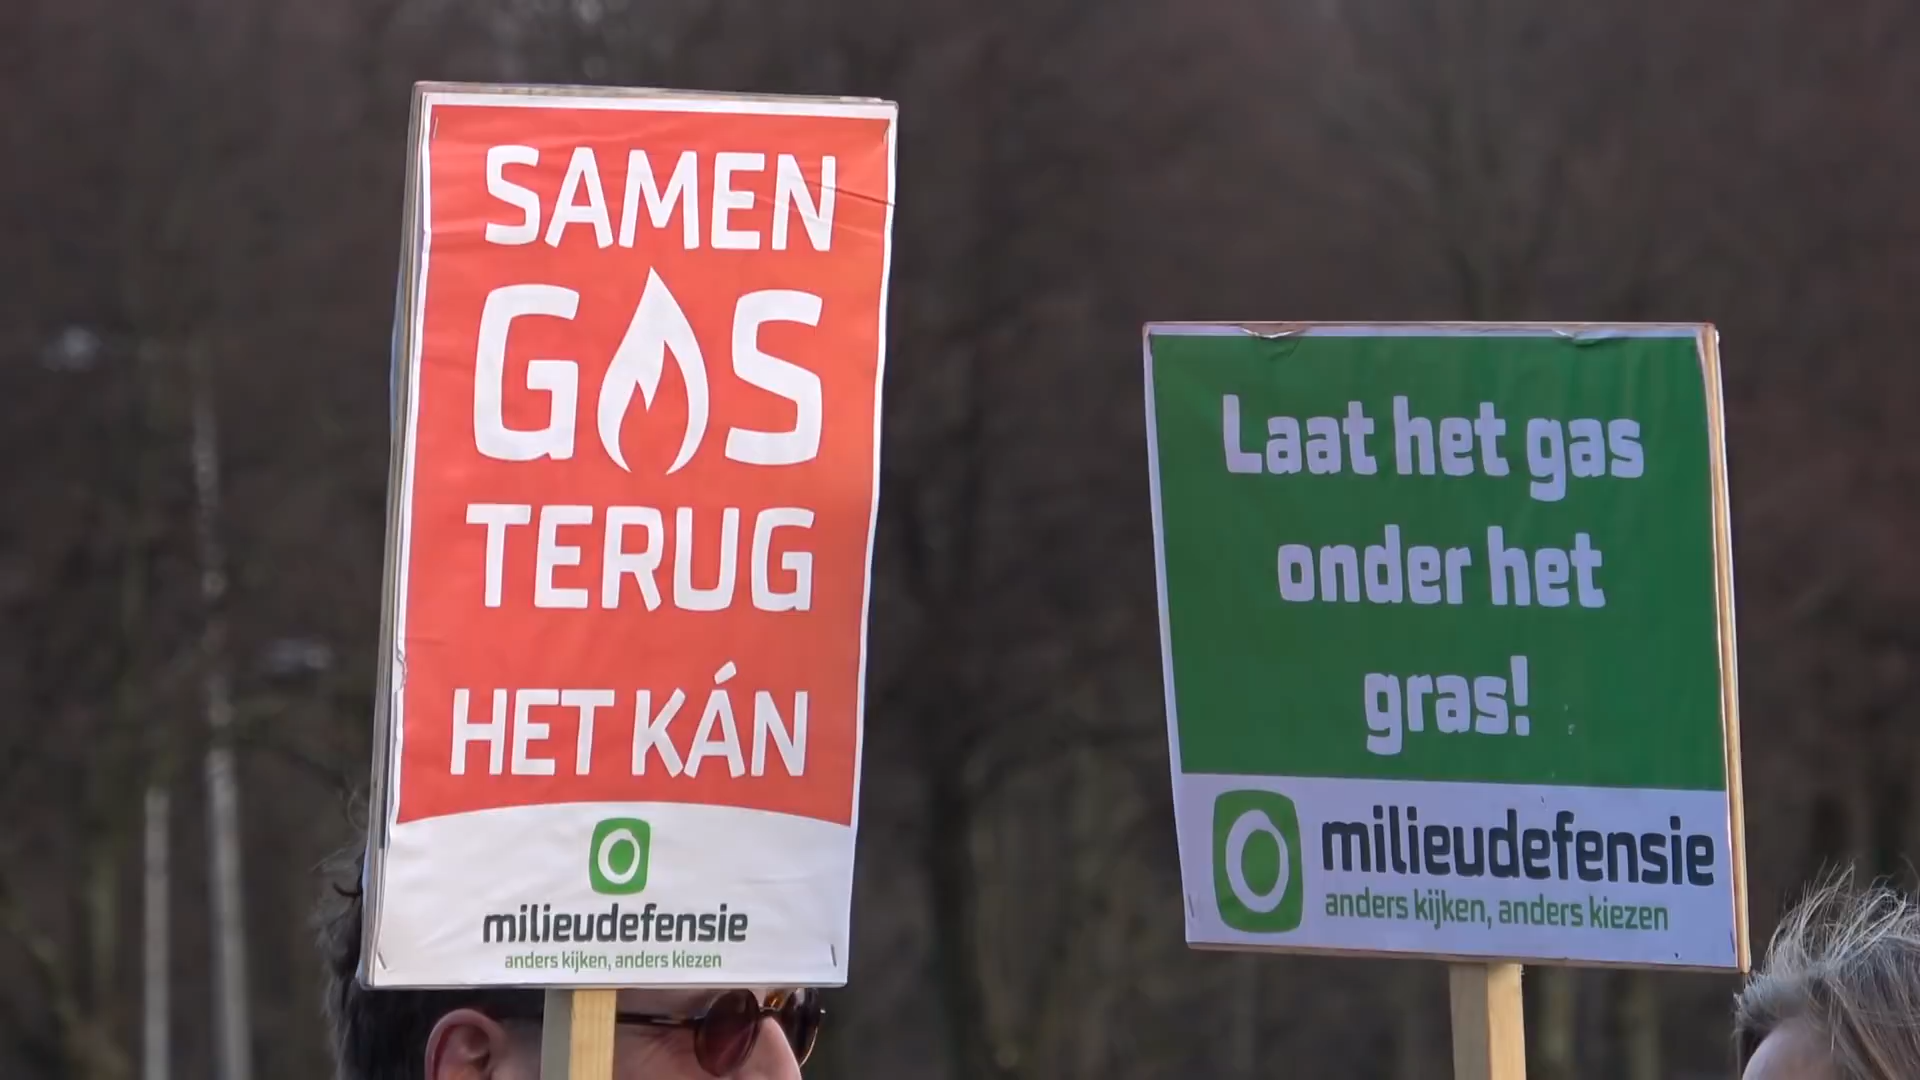 SAMEN
GAS
TERUG
HET KÁN
milieudefensie
anders kijken, anders kiezen
Laat het gas
onder het
gras!
milieudefensie
anders kijken, anders kiezen